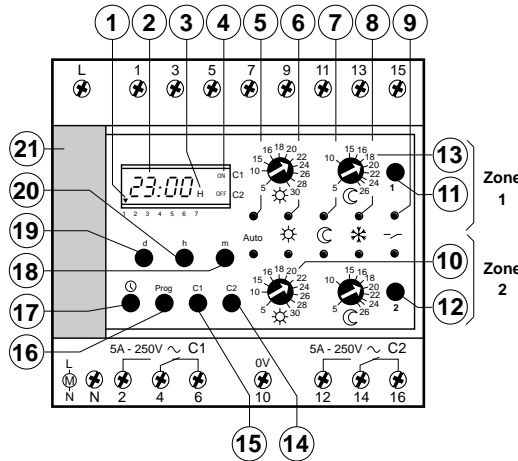 1 2 3 4 5 6 7 8 9
L 1 3 5 7 9 11 13 15
21
20
19
18
17
16
23:00 H
ON C1
OFF C2
1 2 3 4 5 6 7
5 10 15 16 18 20 22 24 26 30
5 10 15 16 18 20 22 24 26 28
1
13
11
Zone
1
Auto
d h m
10
Zone
2
5 10 15 16 18 20 22 24 26 30
5 10 15 16 18 20 22 24 26 28
2
12
Prog C1 C2
5A - 250V ~ C1
0V
5A - 250V ~ C2
L
M
N
N 2 4 6 10 12 14 16
15 14